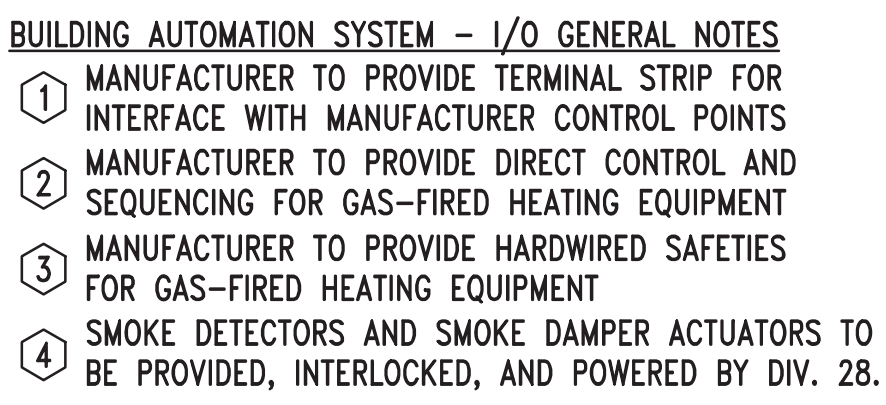 BUILDING AUTOMATION SYSTEM – I/O GENERAL NOTES
1 MANUFACTURER TO PROVIDE TERMINAL STRIP FOR
INTERFACE WITH MANUFACTURER CONTROL POINTS
2 MANUFACTURER TO PROVIDE DIRECT CONTROL AND
SEQUENCING FOR GAS–FIRED HEATING EQUIPMENT
3 MANUFACTURER TO PROVIDE HARDWIRED SAFETIES
FOR GAS–FIRED HEATING EQUIPMENT
4 SMOKE DETECTORS AND SMOKE DAMPER ACTUATORS TO
BE PROVIDED, INTERLOCKED, AND POWERED BY DIV. 28.